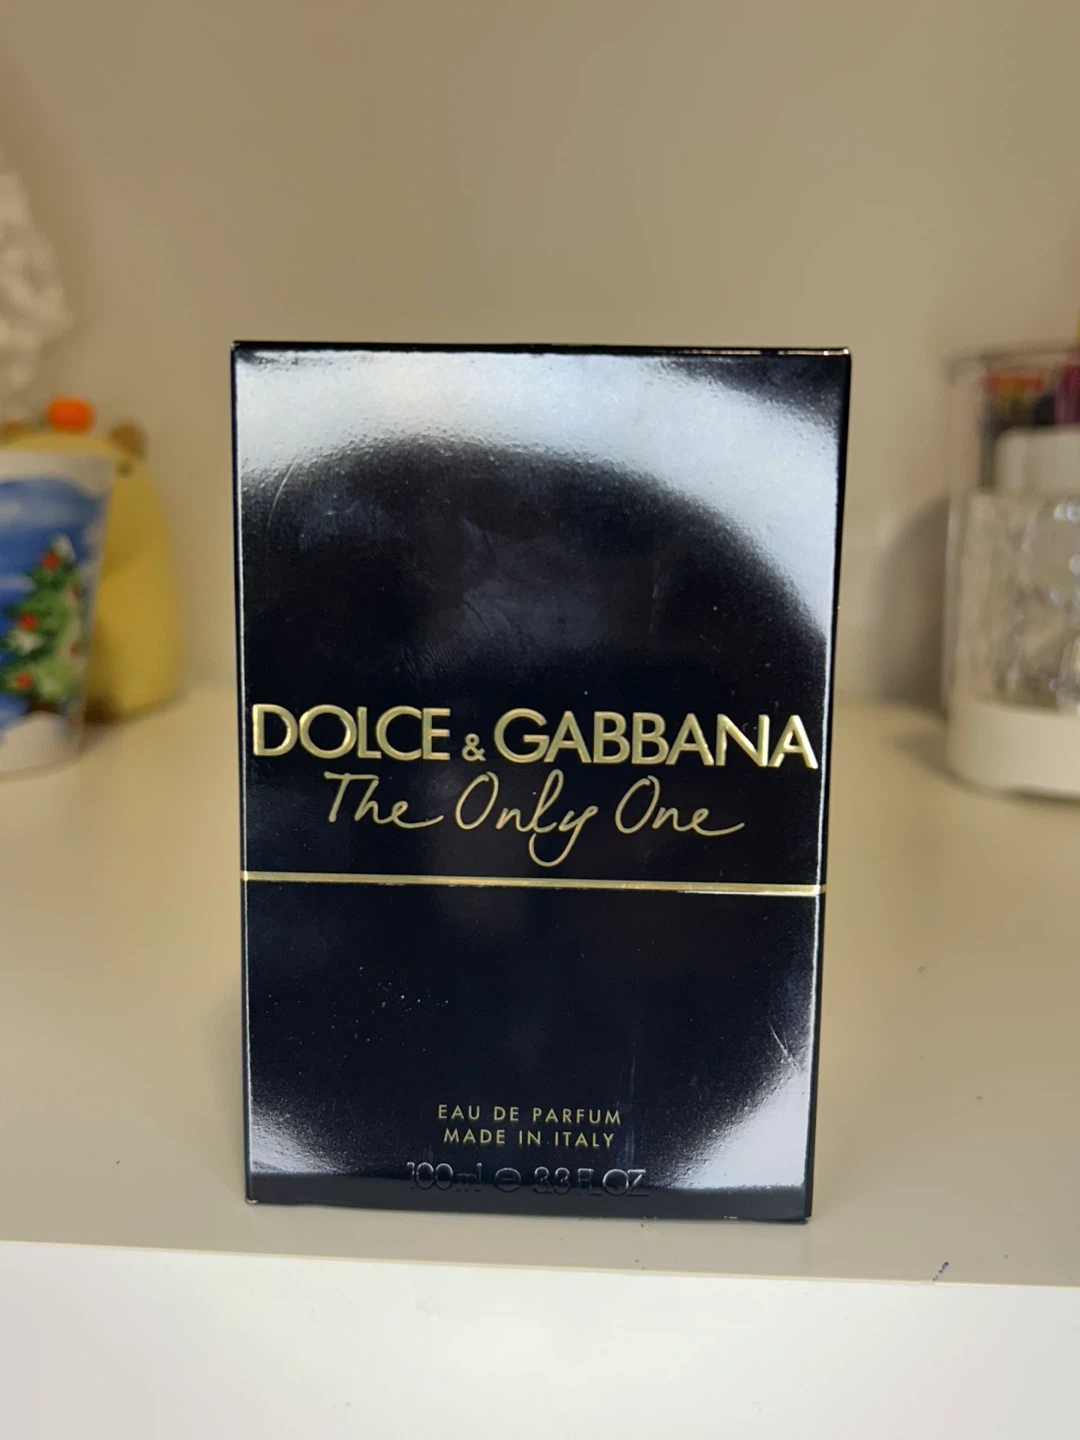 DOLCE & GABBANA
The Only One
EAU DE PARFUM
MADE IN ITALY
100ml ℮ 3.3 FL.OZ